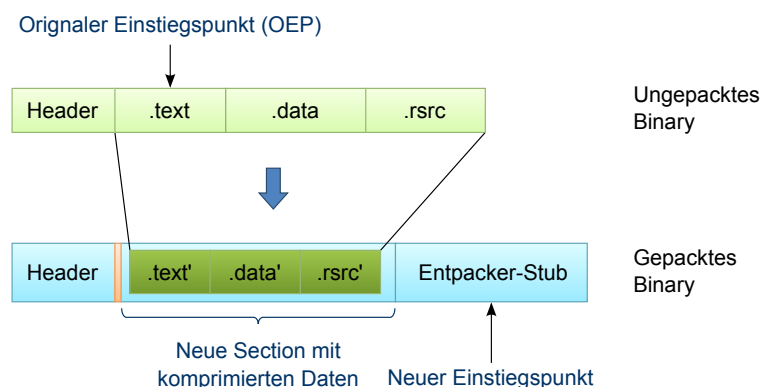 Orignaler Einstiegspunkt (OEP)
Header .text .data .rsrc
Ungepacktes
Binary
Header .text' .data' .rsrc' Entpacker-Stub
Gepacktes
Binary
Neue Section mit
komprimierten Daten
Neuer Einstiegspunkt